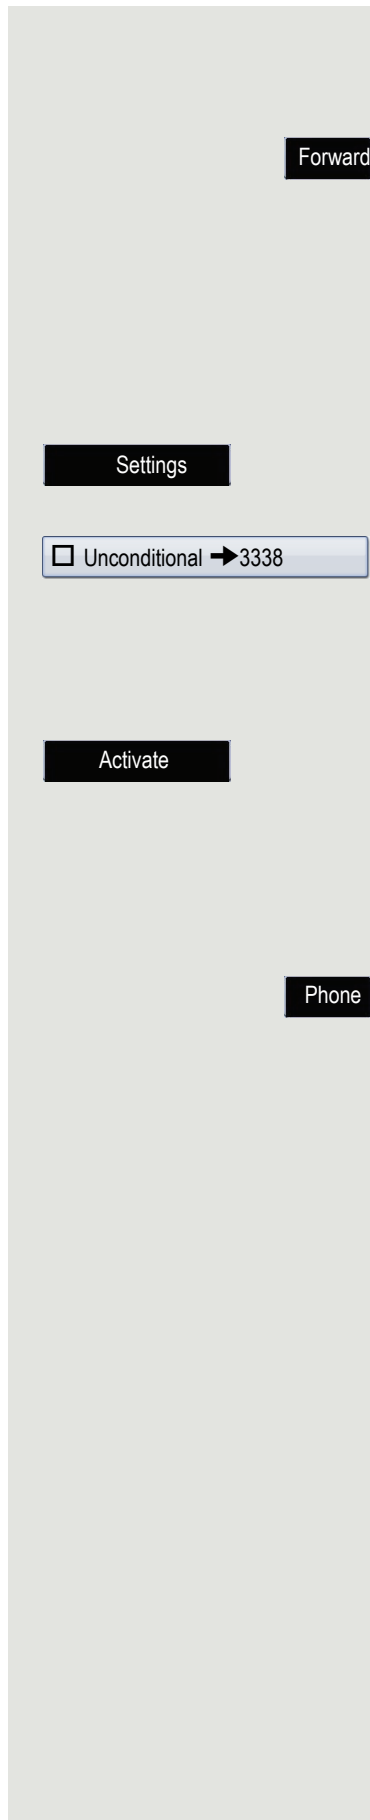 Forward
Settings
☐ Unconditional ➔3338
Activate
Phone